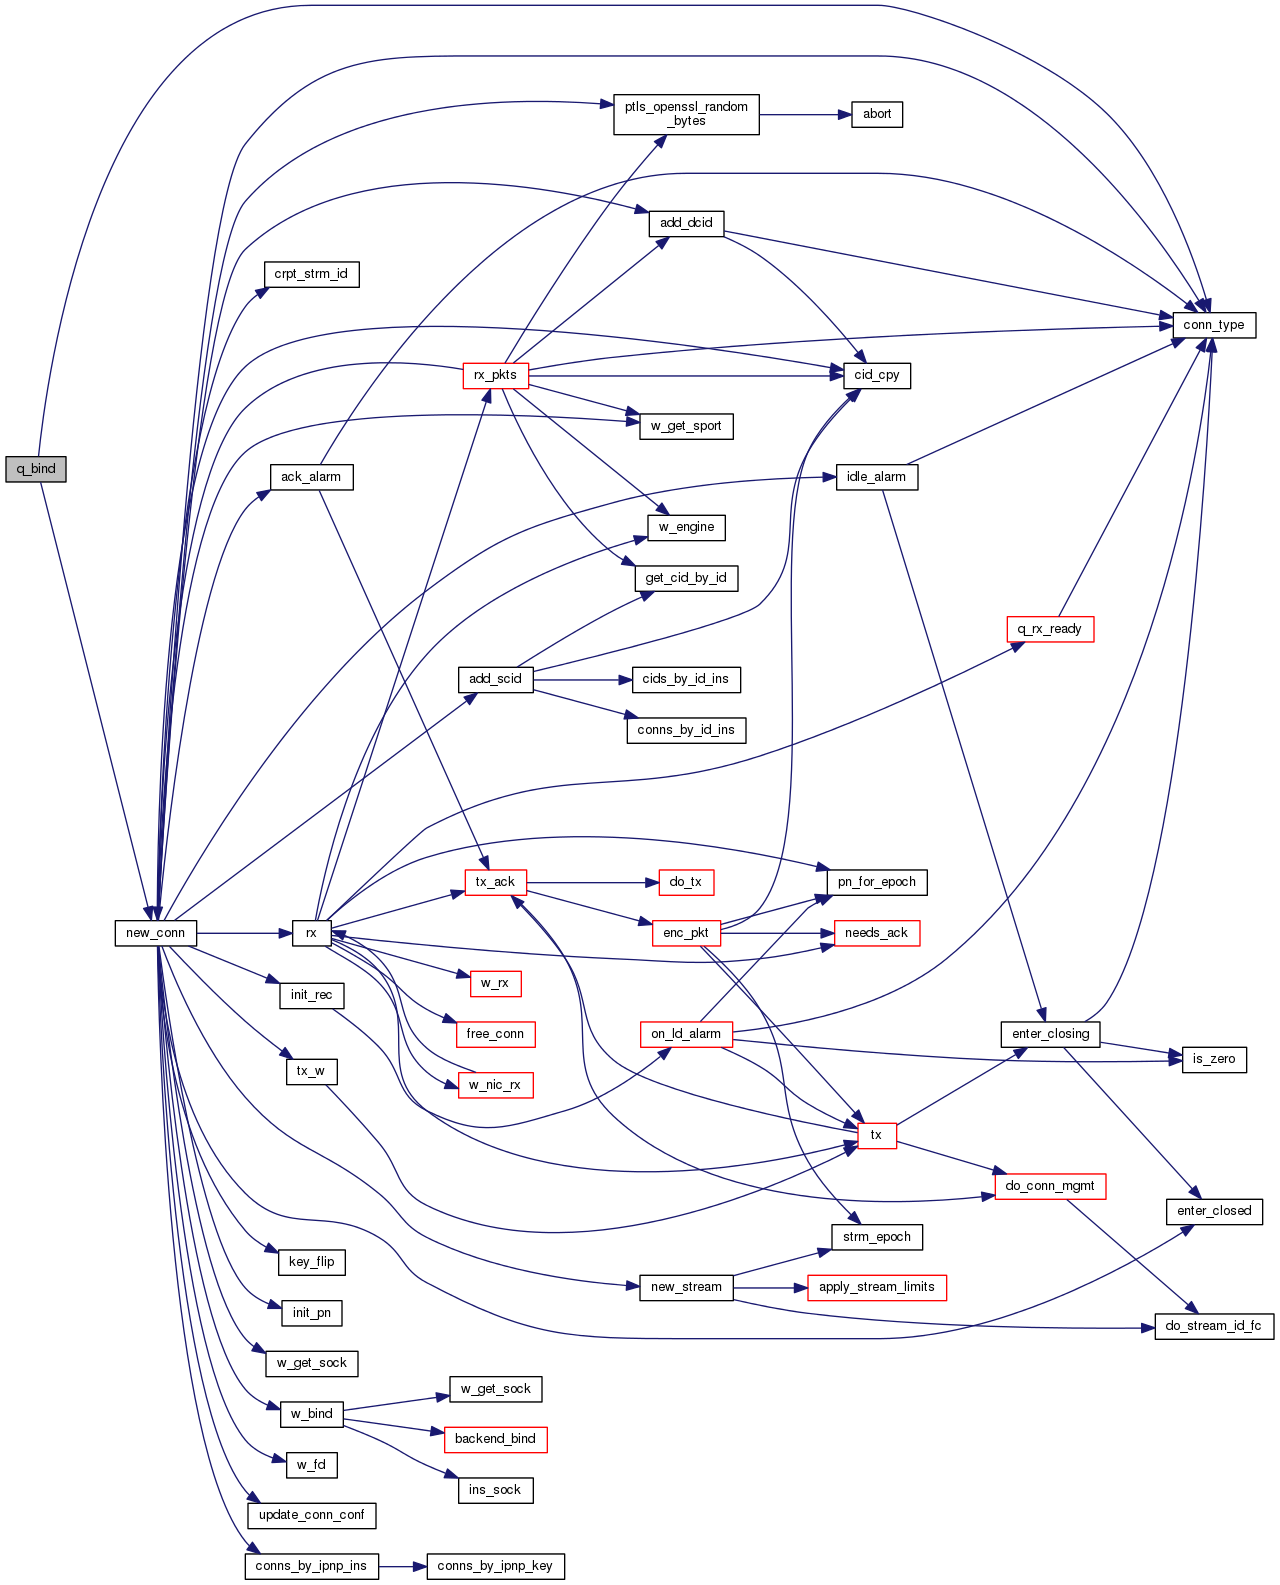 ptls_openssl_random
_bytes
abort
add_dcid
crpt_strm_id
conn_type
rx_pkts
cid_cpy
w_get_sport
q_bind
ack_alarm
idle_alarm
w_engine
get_cid_by_id
q_rx_ready
add_scid
cids_by_id_ins
conns_by_id_ins
tx_ack
do_tx
pn_for_epoch
new_conn
rx
enc_pkt
needs_ack
w_rx
init_rec
free_conn
on_ld_alarm
enter_closing
is_zero
tx_w
w_nic_rx
tx
do_conn_mgmt
enter_closed
strm_epoch
key_flip
new_stream
apply_stream_limits
init_pn
do_stream_id_fc
w_get_sock
w_get_sock
w_bind
backend_bind
w_fd
ins_sock
update_conn_conf
conns_by_ipnp_ins
conns_by_ipnp_key